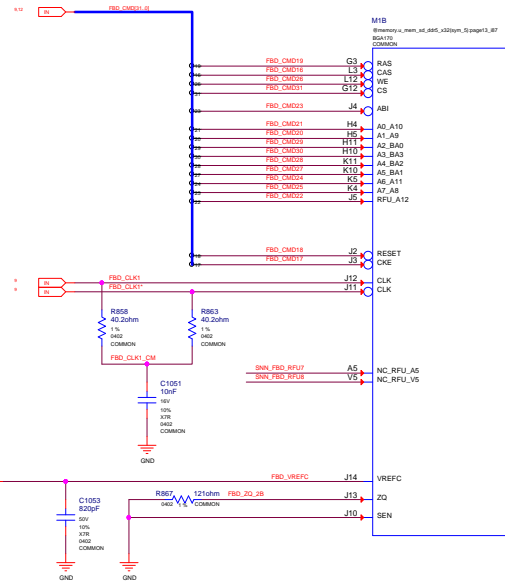 FBD_CMD[31..0]
IN
M1B
BGA170
COMMON
FBD_CMD19 G3 RAS
FBD_CMD16 L3 CAS
FBD_CMD26 L12 WE
FBD_CMD31 G12 CS
FBD_CMD23 J4 ABI
FBD_CMD21 H4 A0_A10
FBD_CMD20 H5 A1_A9
FBD_CMD29 H11 A2_BA0
FBD_CMD30 H10 A3_BA3
FBD_CMD28 K11 A4_BA2
FBD_CMD27 K10 A5_BA1
FBD_CMD24 K5 A6_A11
FBD_CMD25 K4 A7_A8
FBD_CMD22 J5 RFU_A12
FBD_CMD18 J2 RESET
FBD_CMD17 J3 CKE
IN FBD_CLK1 J12 CLK
IN FBD_CLK1* J11 CLK
R858 R863
40.2ohm 40.2ohm
1 % 1 %
0402 0402
COMMON COMMON
FBD_CLK1_CM
SNN_FBD_RFU7 A5 NC_RFU_A5
SNN_FBD_RFU8 V5 NC_RFU_V5
C1051
10nF
16V
10%
X7R
0402
COMMON
GND
FBD_VREFC J14 VREFC
R867 121ohm FBD_ZQ_2B J13 ZQ
0402 1 % COMMON
J10 SEN
C1053
820pF
50V
10%
X7R
0402
COMMON
GND GND